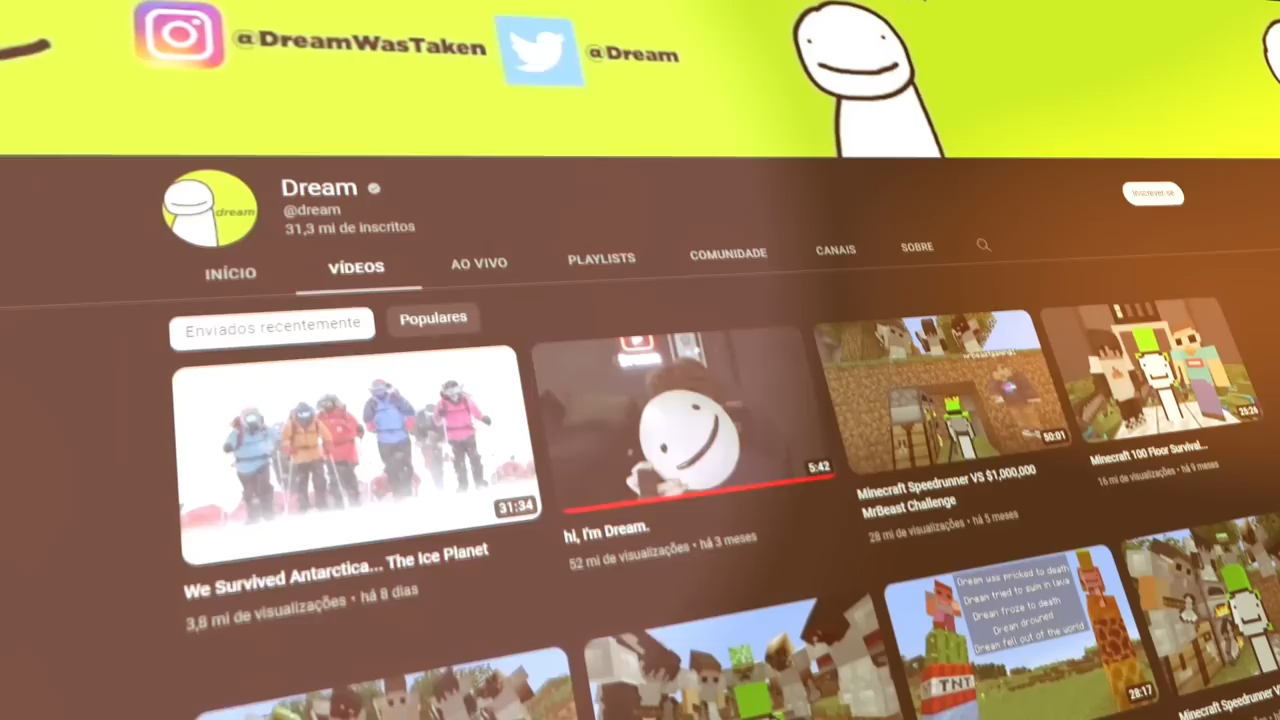 @DreamWasTaken
@Dream
dream
Dream
@dream
31,3 mi de inscritos
Inscrever-se
INÍCIO
VÍDEOS
AO VIVO
PLAYLISTS
COMUNIDADE
CANAIS
SOBRE
Enviados recentemente
Populares
31:34
5:42
50:01
25:26
We Survived Antarctica... The Ice Planet
3,8 mi de visualizações • há 8 dias
hi, I'm Dream.
52 mi de visualizações • há 3 meses
Minecraft Speedrunner VS $1,000,000
MrBeast Challenge
28 mi de visualizações • há 5 meses
Minecraft 100 Floor Survival...
16 mi de visualizações • há 9 meses
Dream was pricked to death
Dream tried to swim in lava
Dream froze to death
Dream drowned
Dream fell out of the world
TNT
28:17
Minecraft Speedrunner V